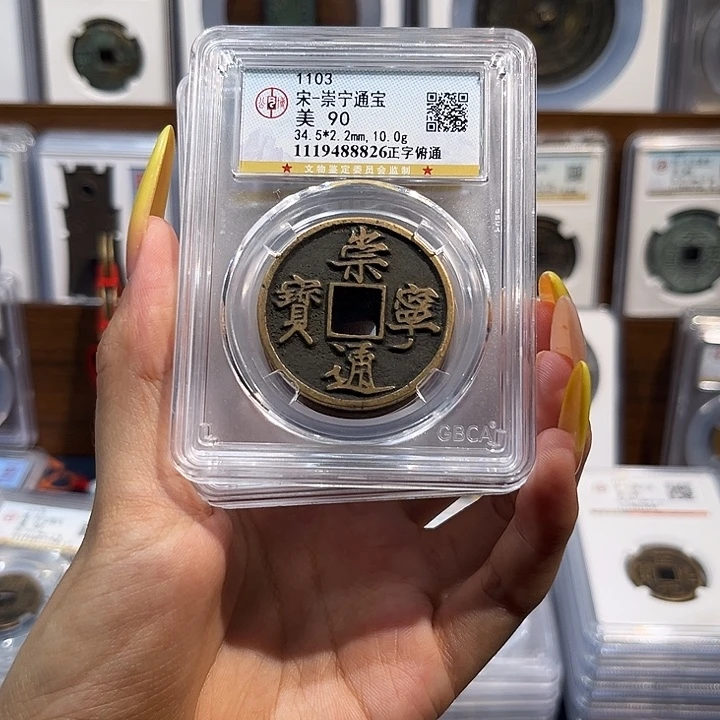 1103
宋-崇宁通宝
美 90
34.5*2.2mm,10.0g
1119488826正字俯通
★ 文物鉴定委员会监制 ★
崇
寶 寧
通
GBCA